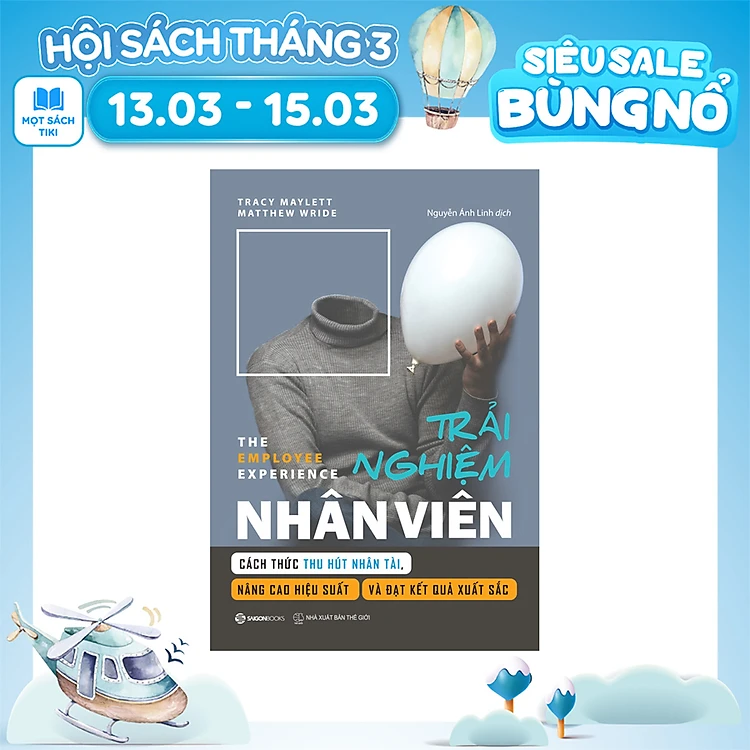 HỘI SÁCH THÁNG 3
13.03 - 15.03
MỌT SÁCH
TIKI
SIÊU SALE
BÙNG NỔ
TRACY MAYLETT
MATTHEW WRIDE
Nguyễn Ánh Linh dịch
TRẢI
NGHIỆM
THE
EMPLOYEE
EXPERIENCE
NHÂN VIÊN
CÁCH THỨC THU HÚT NHÂN TÀI,
NÂNG CAO HIỆU SUẤT VÀ ĐẠT KẾT QUẢ XUẤT SẮC
SAIGONBOOKS NHÀ XUẤT BẢN THẾ GIỚI